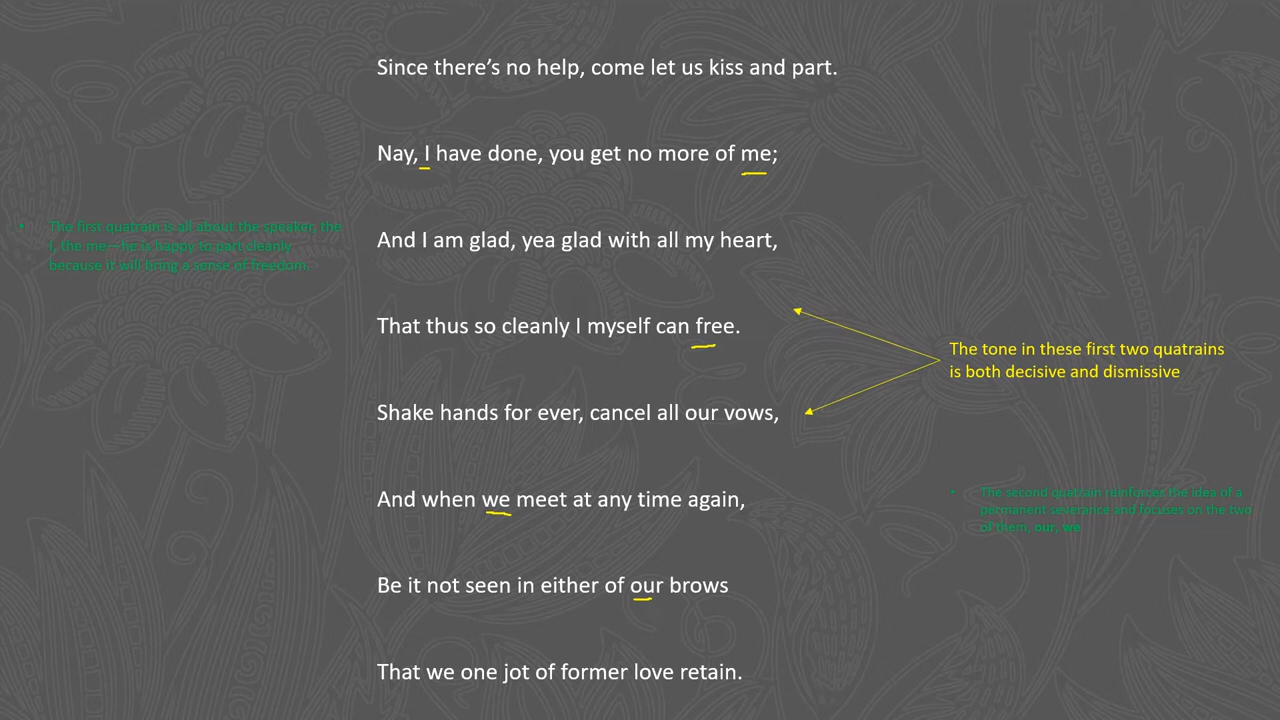 Since there’s no help, come let us kiss and part.
Nay, I have done, you get no more of me;
• The first quatrain is all about the speaker, the
I, the me—he is happy to part cleanly
because it will bring a sense of freedom.
And I am glad, yea glad with all my heart,
That thus so cleanly I myself can free.
The tone in these first two quatrains
is both decisive and dismissive
Shake hands for ever, cancel all our vows,
And when we meet at any time again,
• The second quatrain reinforces the idea of a
permanent severance and focuses on the two
of them, our, we
Be it not seen in either of our brows
That we one jot of former love retain.